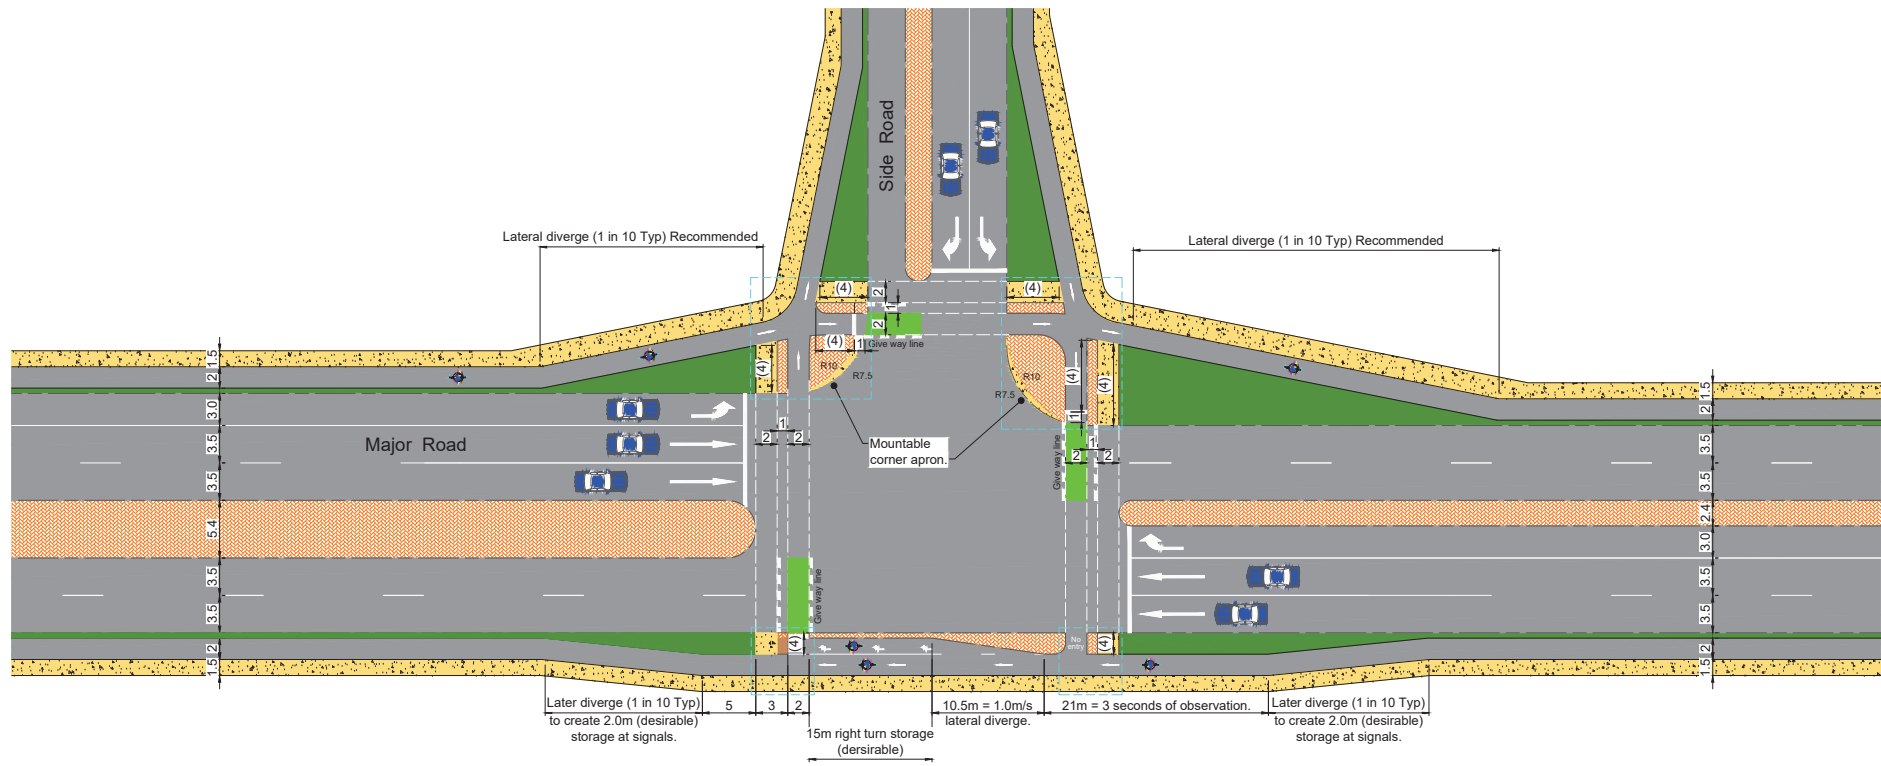 Side Road
Lateral diverge (1 in 10 Typ) Recommended
Lateral diverge (1 in 10 Typ) Recommended
(4)
2
(4)
1
2
(4)
1
Give way line
1.5
2
3.0
3.5
3.5
5.4
3.5
3.5
2
1.5
(4)
R10
R7.5
R10
R7.5
(4)
(4)
1
1.5
2
3.5
3.5
2.4
3.0
3.5
3.5
2
1.5
Major Road
1
2
2
Mountable
corner apron.
Give way line
1
2
2
Give way line
(4)
No
entry
(4)
Later diverge (1 in 10 Typ)
to create 2.0m (desirable)
storage at signals.
5
3
2
15m right turn storage
(dersirable)
10.5m = 1.0m/s
lateral diverge.
21m = 3 seconds of observation.
Later diverge (1 in 10 Typ)
to create 2.0m (desirable)
storage at signals.